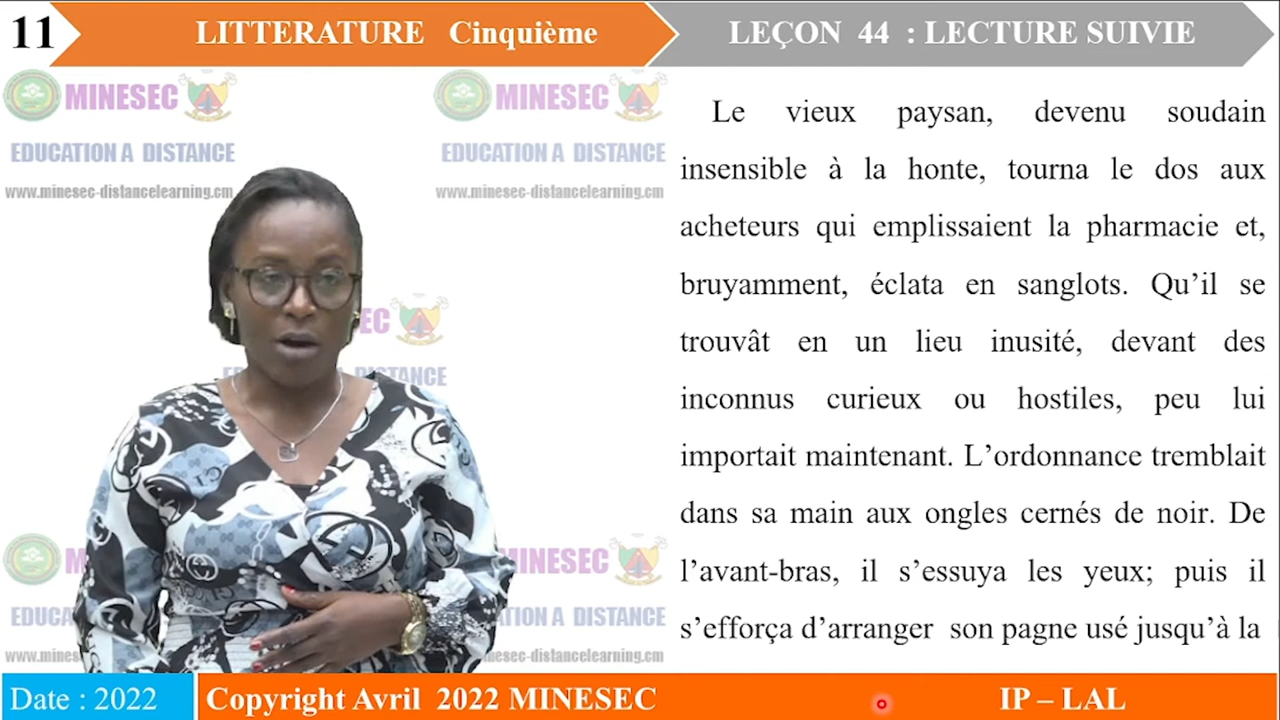 11
LITTERATURE Cinquième
LEÇON 44 : LECTURE SUIVIE
MINESEC
EDUCATION A DISTANCE
www.minesec-distancelearning.cm
MINESEC
EDUCATION A DISTANCE
www.minesec-distancelearning.cm
Le vieux paysan, devenu soudain
insensible à la honte, tourna le dos aux
acheteurs qui emplissaient la pharmacie et,
bruyamment, éclata en sanglots. Qu’il se
trouvât en un lieu inusité, devant des
inconnus curieux ou hostiles, peu lui
importait maintenant. L’ordonnance tremblait
dans sa main aux ongles cernés de noir. De
l’avant-bras, il s’essuya les yeux; puis il
s’efforça d’arranger son pagne usé jusqu’à la
Date : 2022
Copyright Avril 2022 MINESEC
IP – LAL